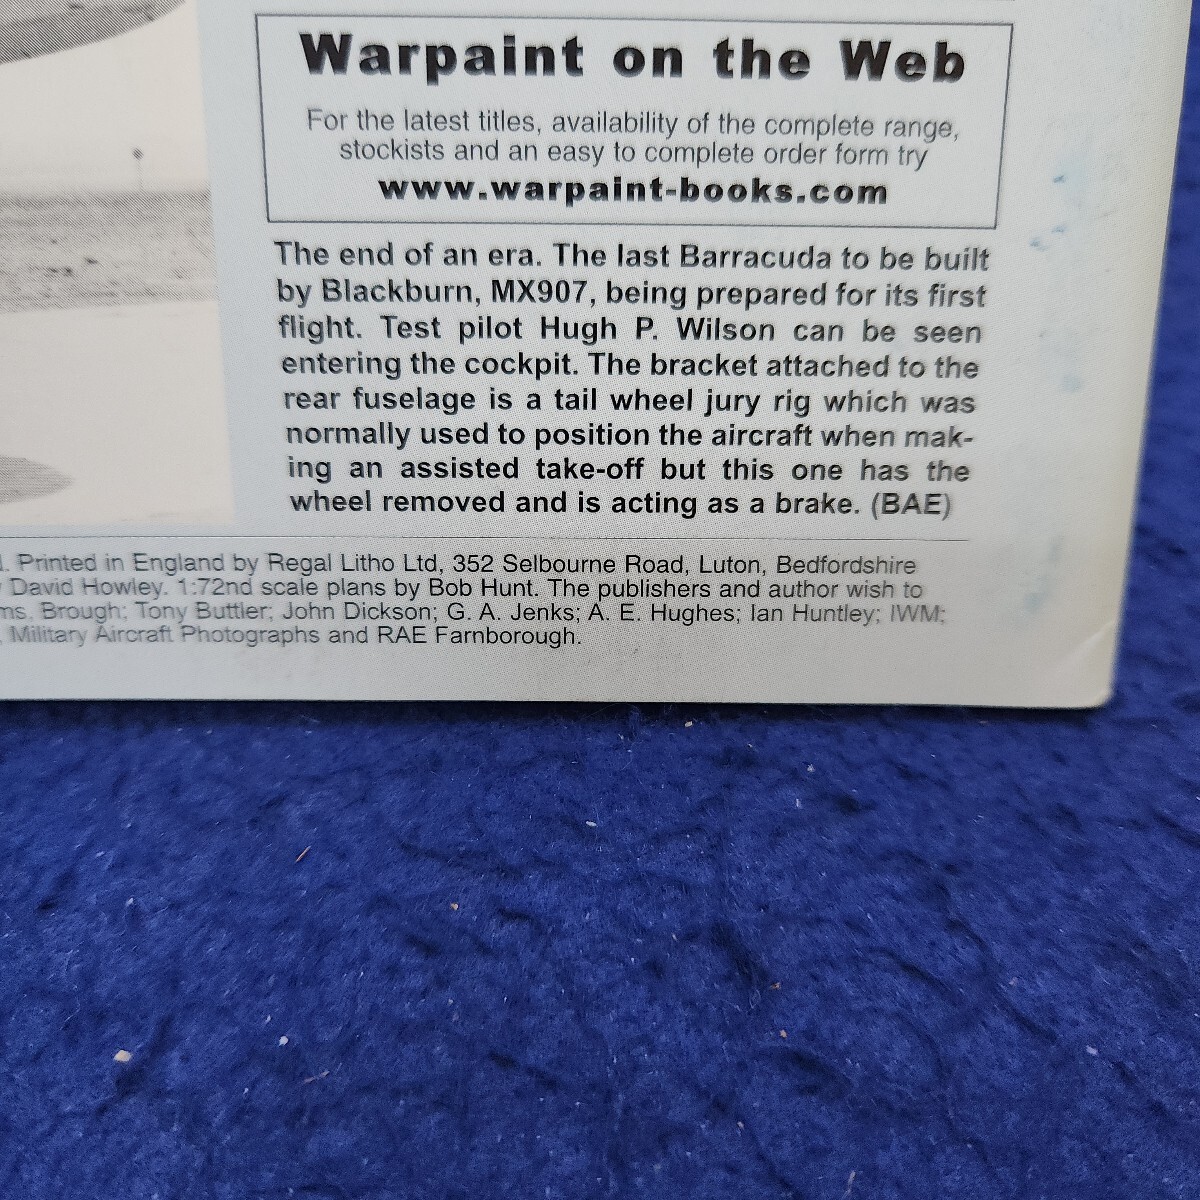 Warpaint on the Web
For the latest titles, availability of the complete range,
stockists and an easy to complete order form try
www.warpaint-books.com
The end of an era. The last Barracuda to be built
by Blackburn, MX907, being prepared for its first
flight. Test pilot Hugh P. Wilson can be seen
entering the cockpit. The bracket attached to the
rear fuselage is a tail wheel jury rig which was
normally used to position the aircraft when mak-
ing an assisted take-off but this one has the
wheel removed and is acting as a brake. (BAE)
. Printed in England by Regal Litho Ltd, 352 Selbourne Road, Luton, Bedfordshire
David Howley. 1:72nd scale plans by Bob Hunt. The publishers and author wish to
ms, Brough; Tony Buttler; John Dickson; G. A. Jenks; A. E. Hughes; Ian Huntley; IWM;
Military Aircraft Photographs and RAE Farnborough.